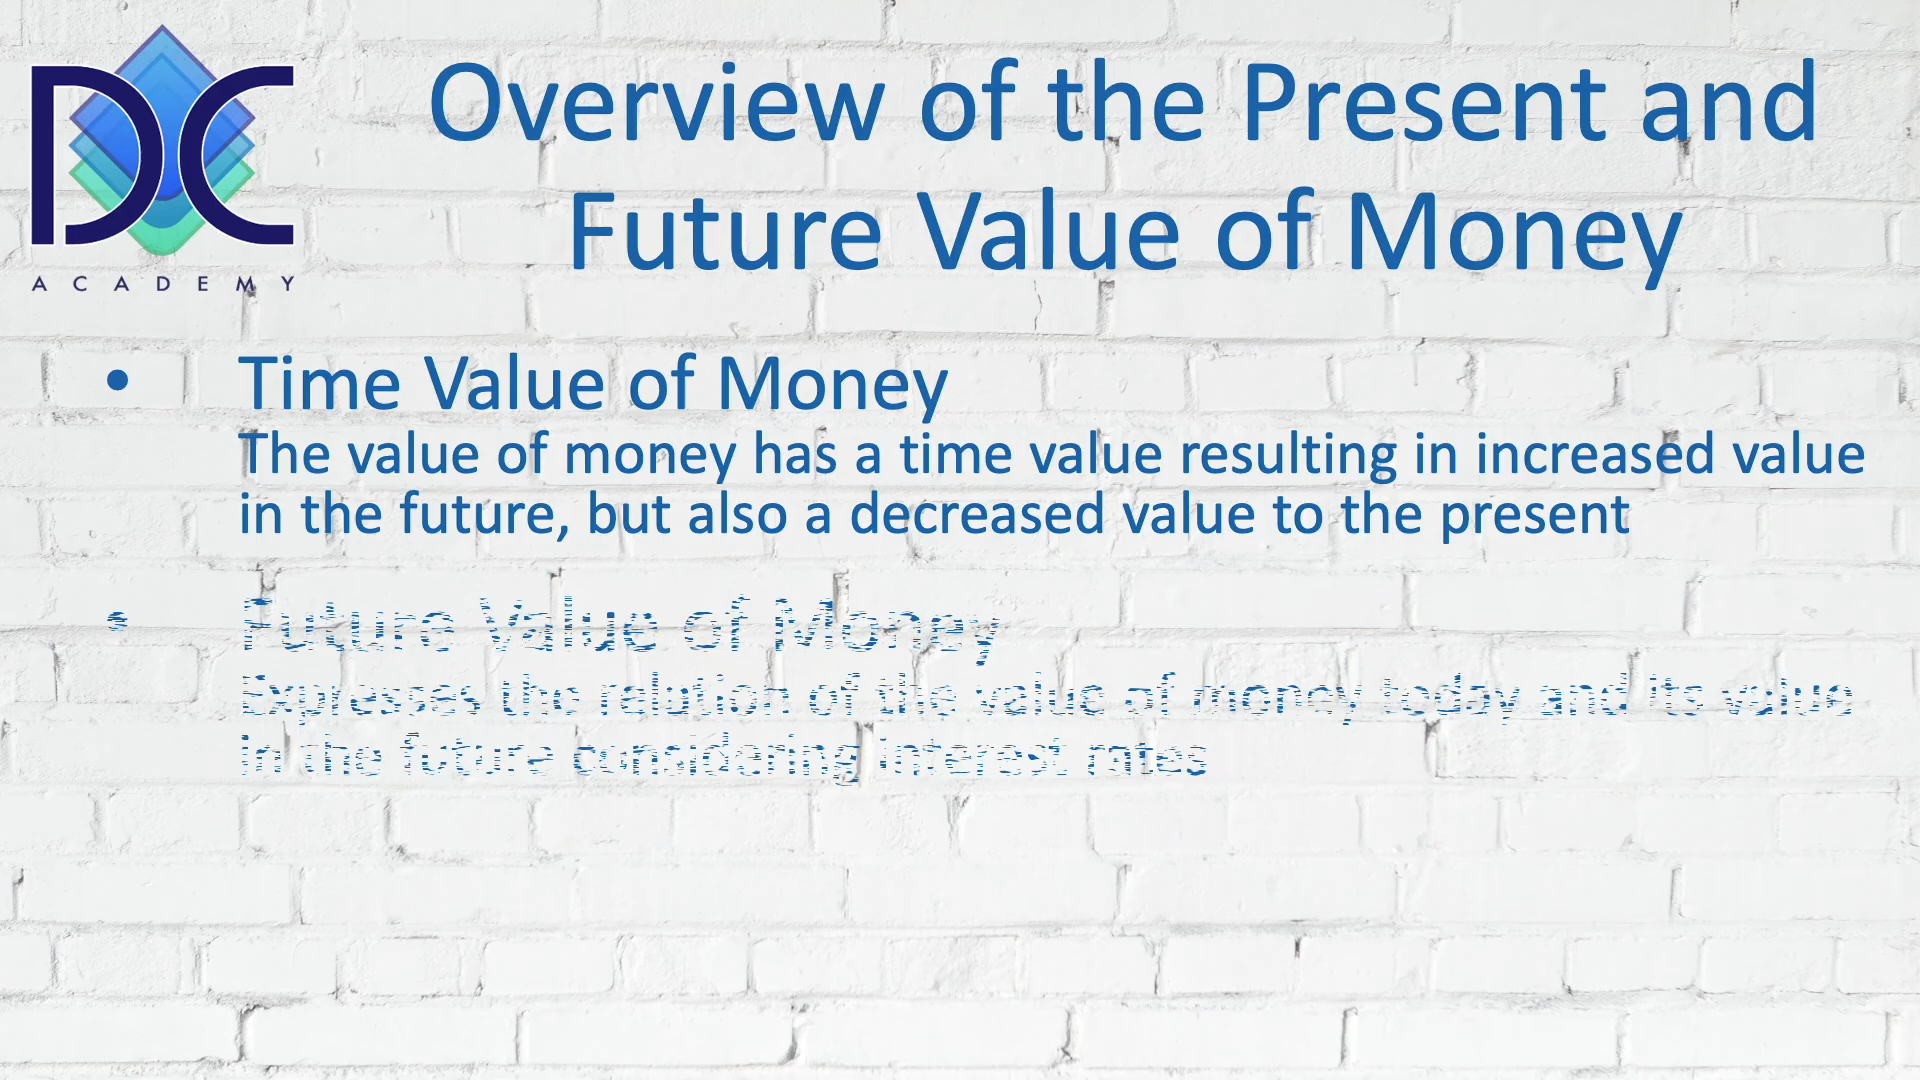 DC
ACADEMY
Overview of the Present and
Future Value of Money
• Time Value of Money
The value of money has a time value resulting in increased value
in the future, but also a decreased value to the present
• Future Value of Money
Expresses the relation of the value of money today and its value
in the future considering interest rates